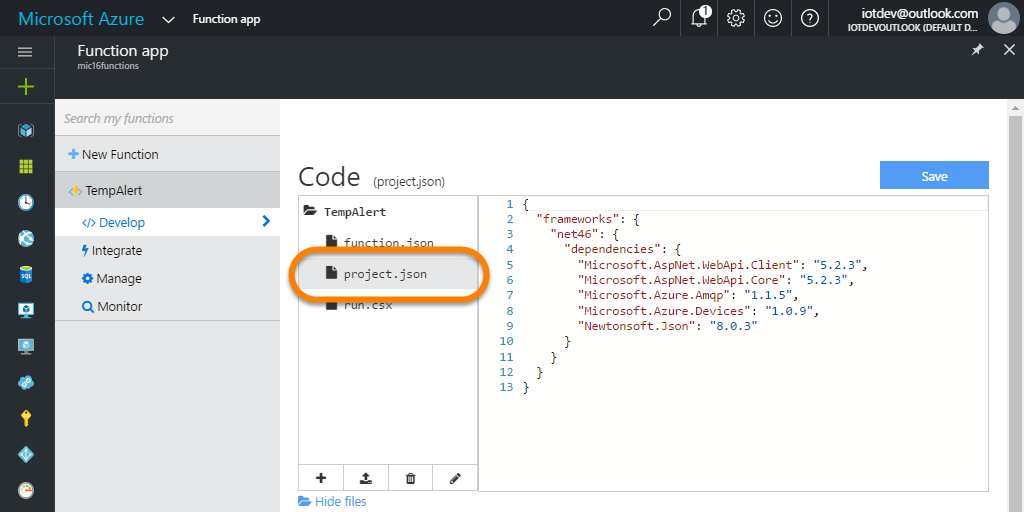 Microsoft Azure Function app
1
iotdev@outlook.com
IOTDEVOUTLOOK (DEFAULT D...
Function app
mic16functions
Search my functions
New Function
TempAlert
</> Develop
Integrate
Manage
Monitor
Code (project.json)
Save
TempAlert
function.json
project.json
run.csx
Hide files
1 {
2 "frameworks": {
3 "net46": {
4 "dependencies": {
5 "Microsoft.AspNet.WebApi.Client": "5.2.3",
6 "Microsoft.AspNet.WebApi.Core": "5.2.3",
7 "Microsoft.Azure.Amqp": "1.1.5",
8 "Microsoft.Azure.Devices": "1.0.9",
9 "Newtonsoft.Json": "8.0.3"
10 }
11 }
12 }
13 }